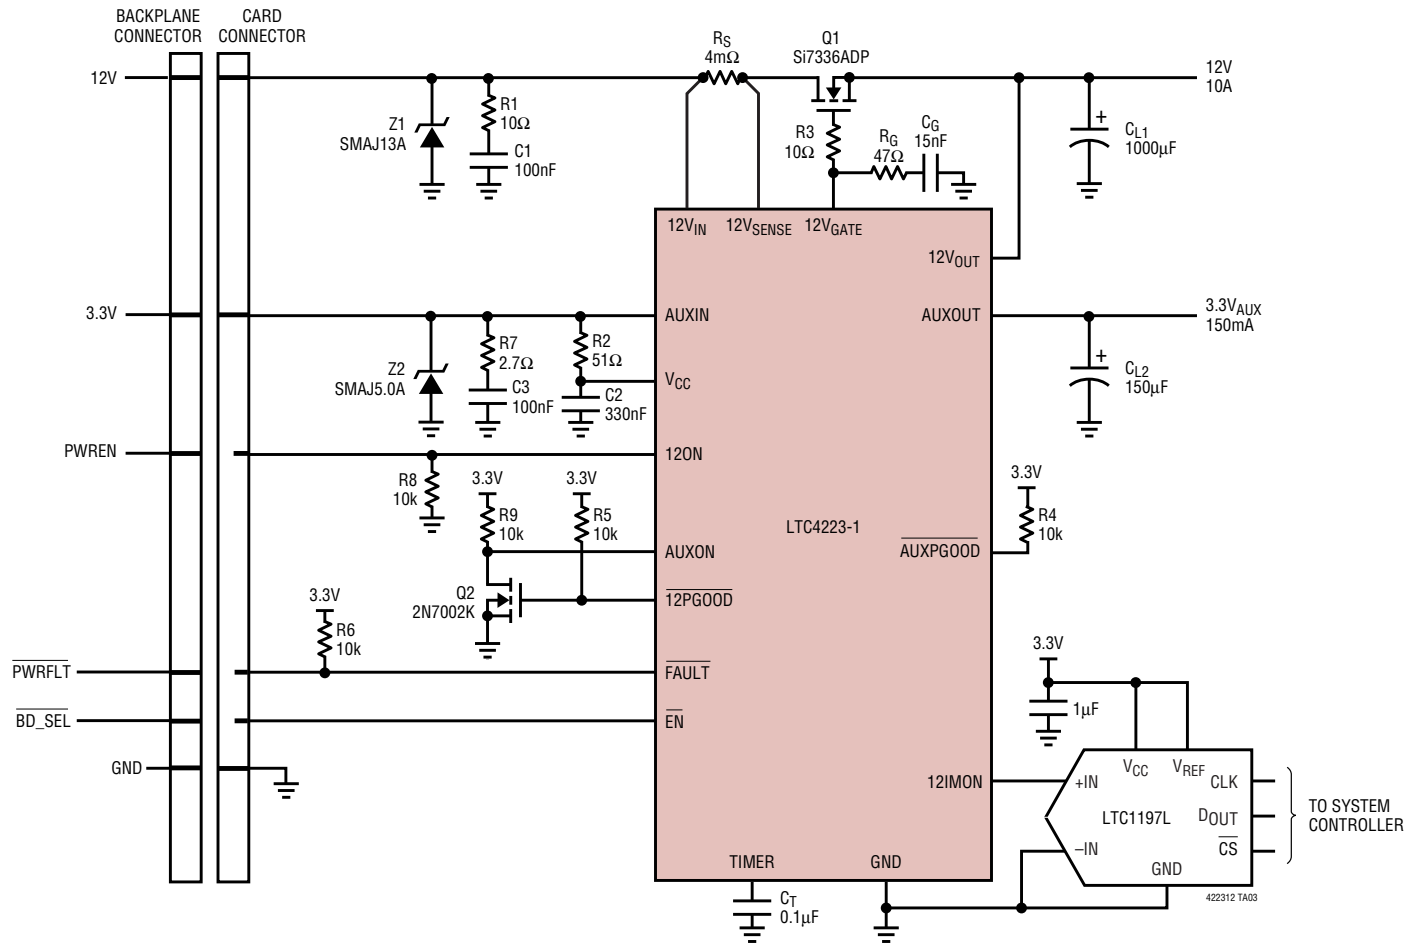 BACKPLANE
CONNECTOR
CARD
CONNECTOR
12V
RS
4mΩ
Q1
Si7336ADP
12V
10A
Z1
SMAJ13A
R1
10Ω
C1
100nF
R3
10Ω
RG
47Ω
CG
15nF
+
CL1
1000µF
12VIN
12VSENSE
12VGATE
12VOUT
3.3V
AUXIN
AUXOUT
3.3VAUX
150mA
Z2
SMAJ5.0A
R7
2.7Ω
C3
100nF
R2
51Ω
C2
330nF
VCC
+
CL2
150µF
PWREN
12ON
R8
10k
3.3V
R9
10k
3.3V
R5
10k
LTC4223-1
3.3V
R4
10k
AUXON
AUXPGOOD
Q2
2N7002K
12PGOOD
3.3V
R6
10k
PWRFLT
FAULT
BD_SEL
EN
GND
3.3V
1µF
12IMON
+IN
–IN
VCC
VREF
CLK
LTC1197L
DOUT
CS
GND
TO SYSTEM
CONTROLLER
TIMER
GND
CT
0.1µF
422312 TA03